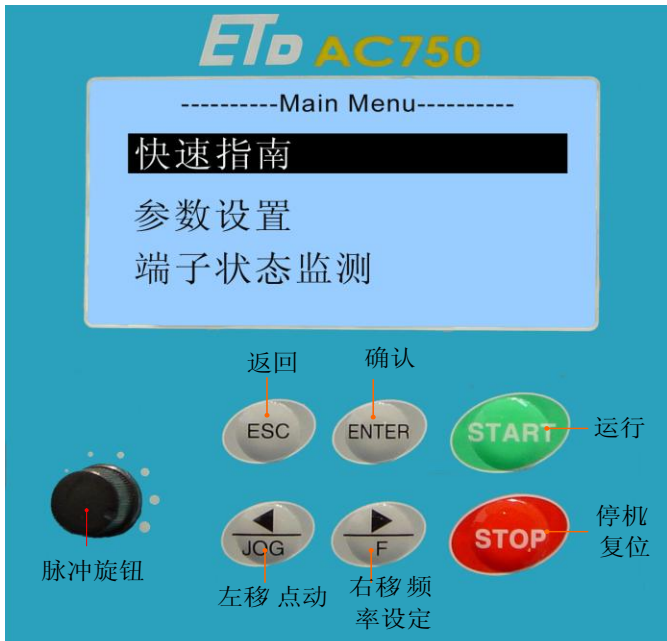 ETD AC750
----------Main Menu----------
快速指南
参数设置
端子状态监测
返回
确认
ESC
ENTER
START
运行
JOG
F
STOP
停机/
复位
脉冲旋钮
左移/点动
右移/频
率设定